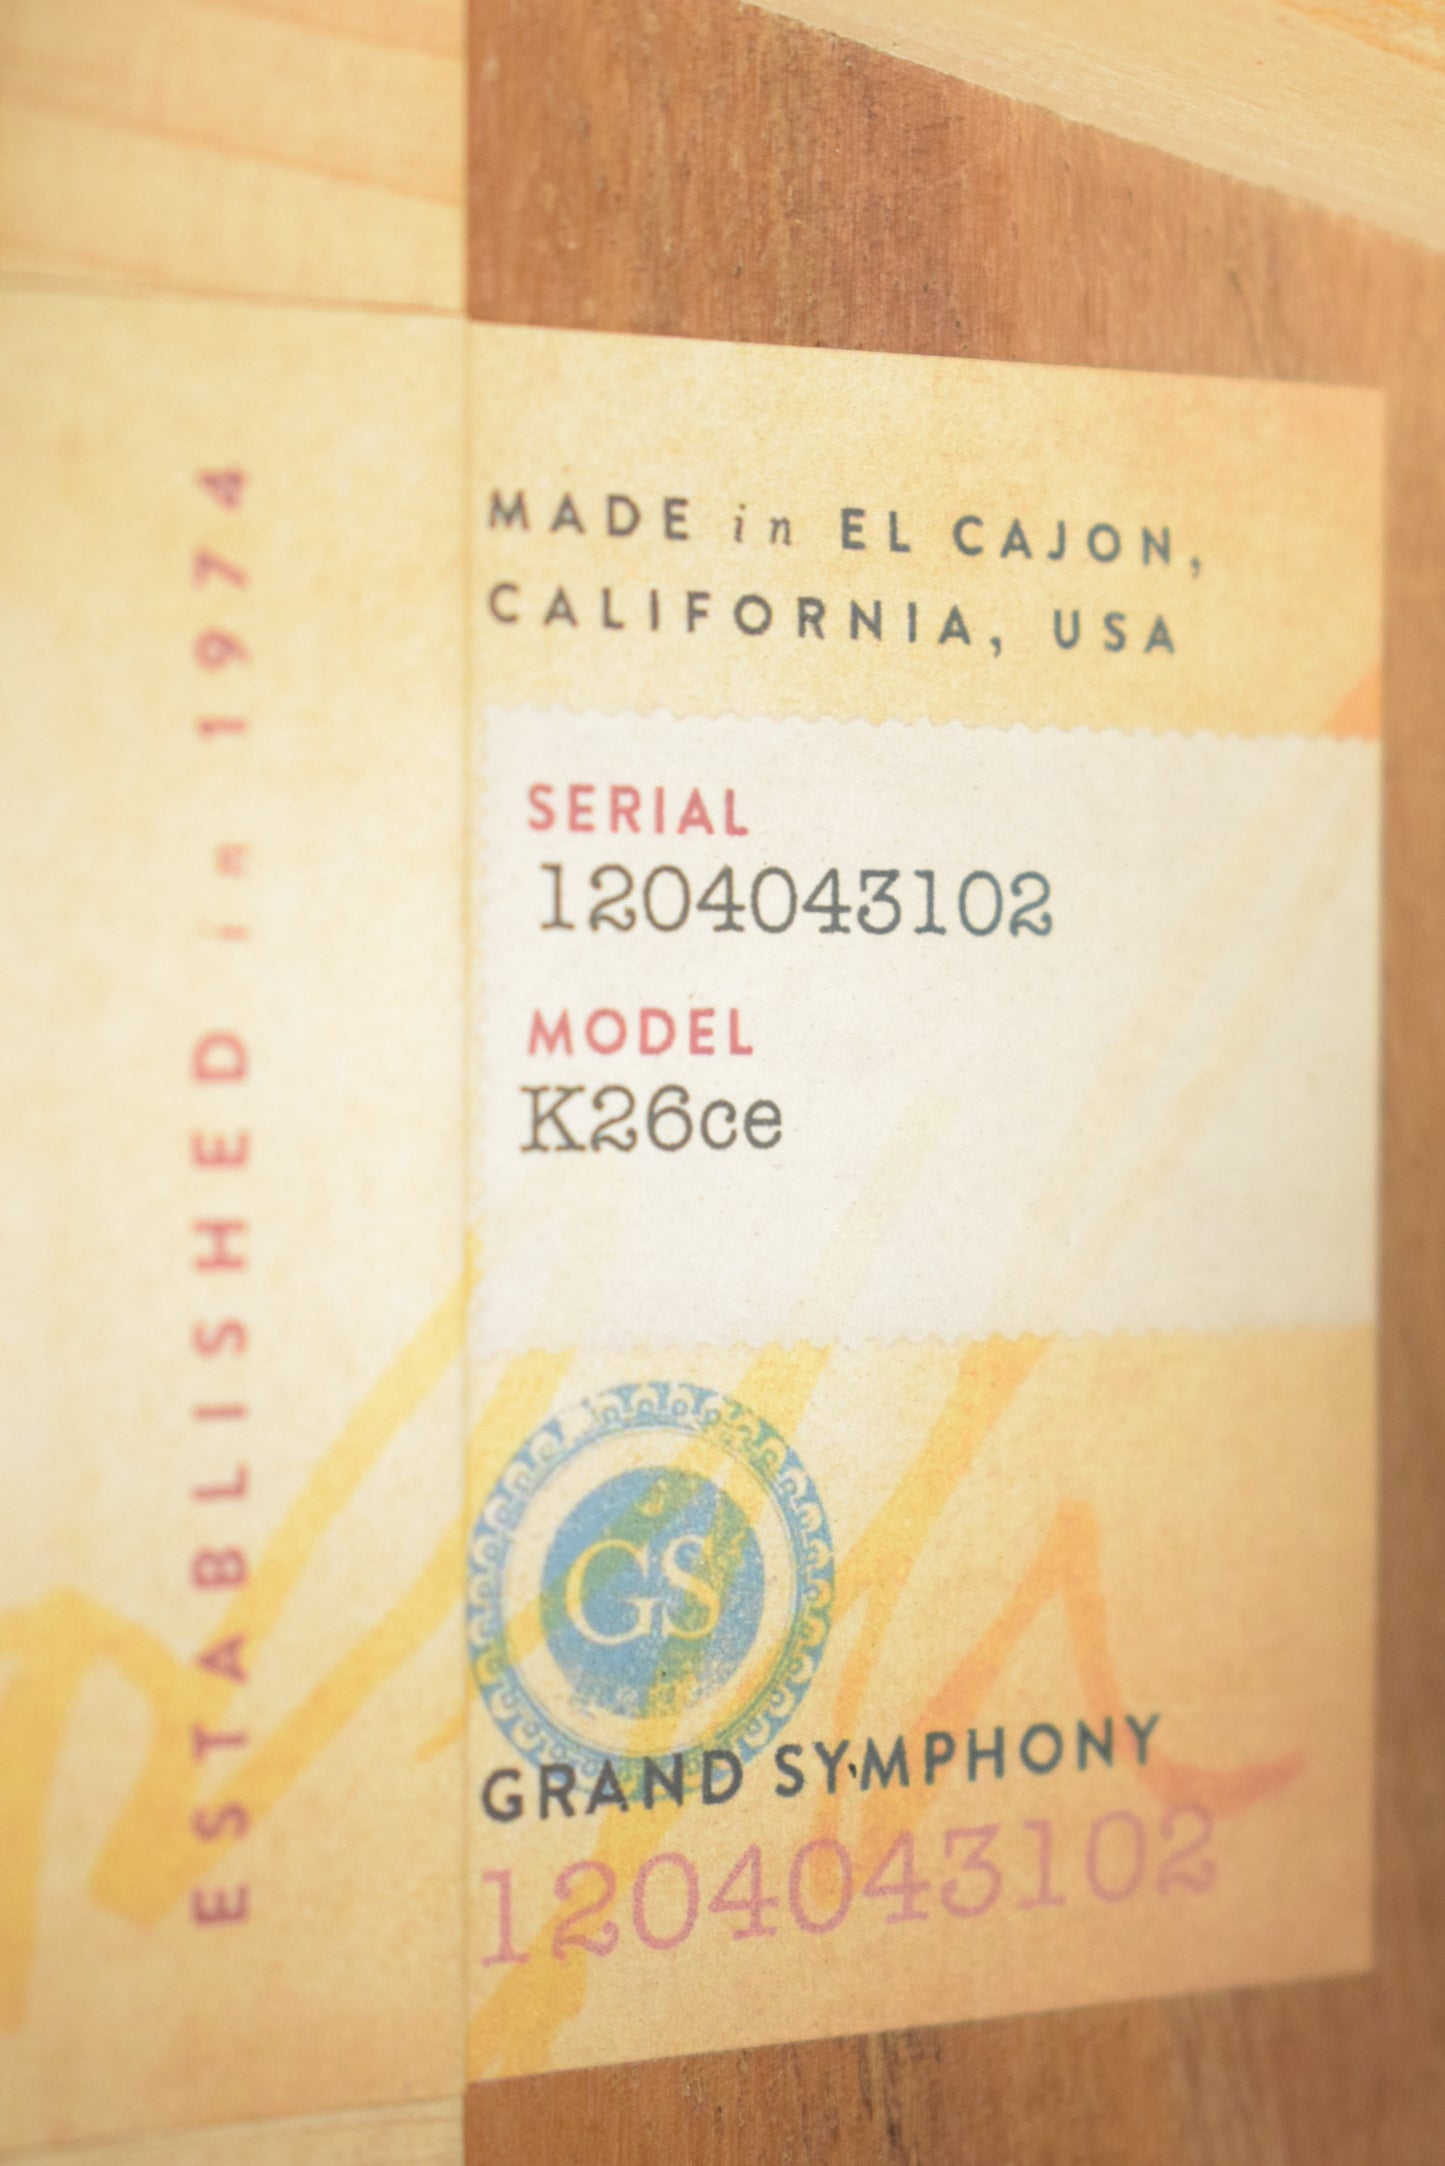 ESTABLISHED in 1974
MADE in EL CAJON,
CALIFORNIA, USA
SERIAL
1204043102
MODEL
K26ce
GS
GRAND SYMPHONY
1204043102